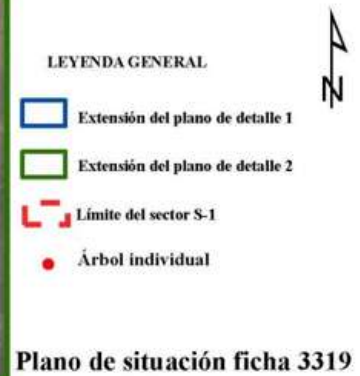 N
LEYENDA GENERAL
Extensión del plano de detalle 1
Extensión del plano de detalle 2
Límite del sector S-1
Árbol individual
Plano de situación ficha 3319